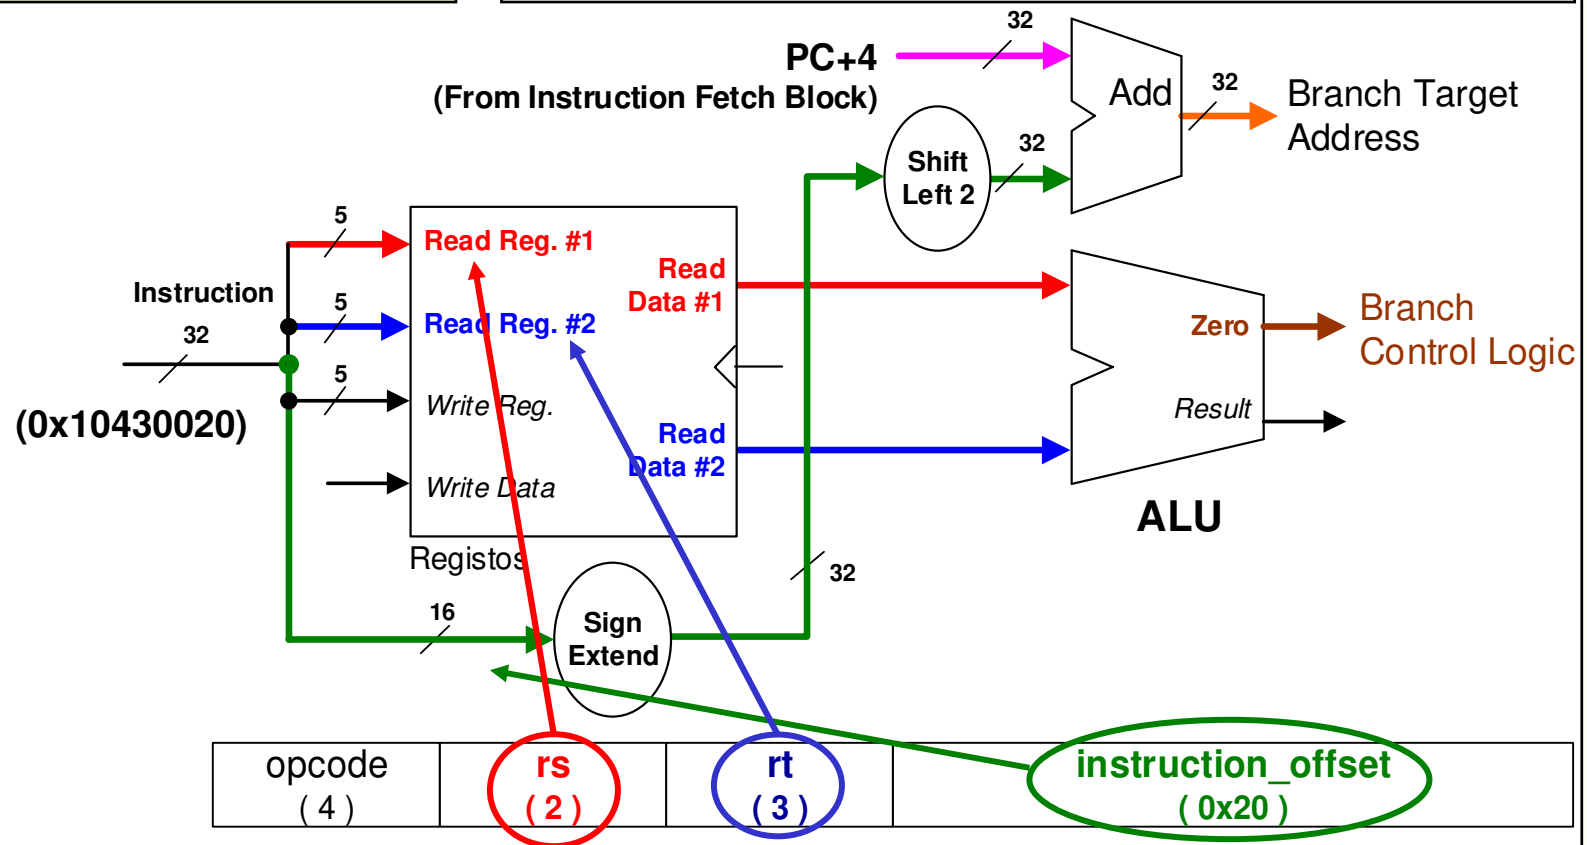 32
PC+4
(From Instruction Fetch Block)
Add
32
Branch Target
Address
Shift
Left 2
32
5
Read Reg. #1
Read
Data #1
Instruction
32
5
Read Reg. #2
Zero
Branch
Control Logic
5
Write Reg.
(0x10430020)
Result
Read
Data #2
Write Data
ALU
Registos
32
16
Sign
Extend
opcode
( 4 )
rs
( 2 )
rt
( 3 )
instruction_offset
( 0x20 )